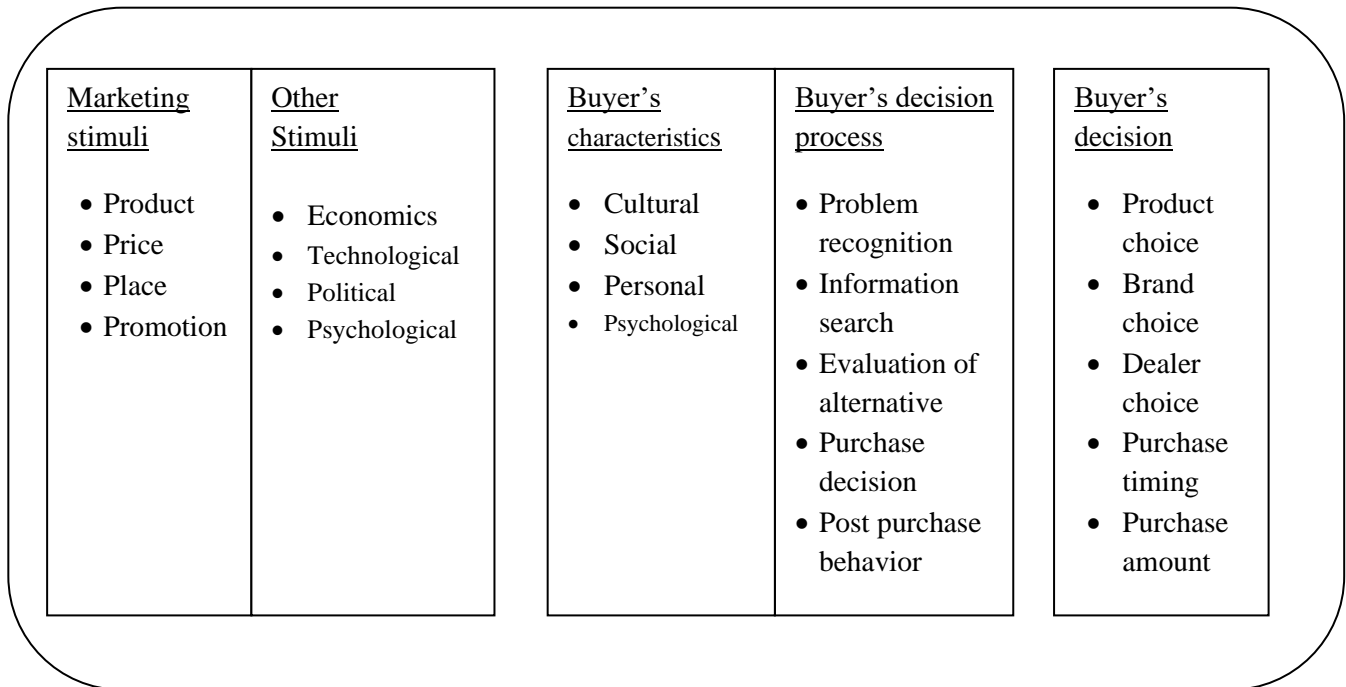 Marketing
stimuli
• Product
• Price
• Place
• Promotion
Other
Stimuli
• Economics
• Technological
• Political
• Psychological
Buyer’s
characteristics
• Cultural
• Social
• Personal
• Psychological
Buyer’s decision
process
• Problem
recognition
• Information
search
• Evaluation of
alternative
• Purchase
decision
• Post purchase
behavior
Buyer’s
decision
• Product
choice
• Brand
choice
• Dealer
choice
• Purchase
timing
• Purchase
amount